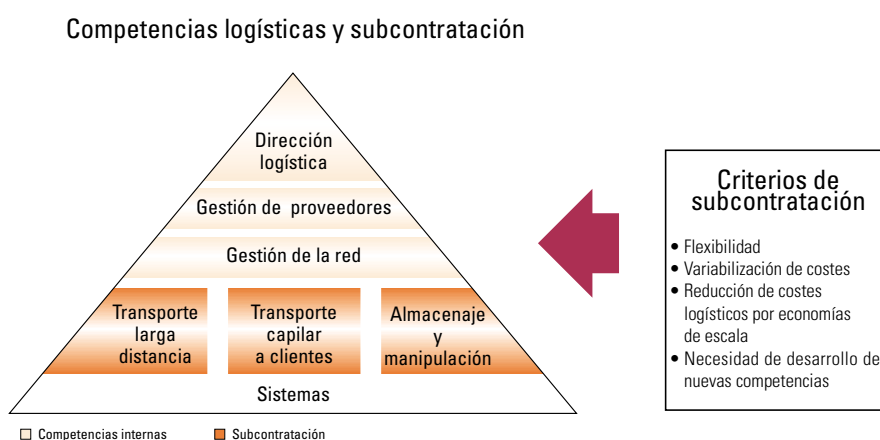 Competencias logísticas y subcontratación
Dirección
logística
Gestión de proveedores
Gestión de la red
Transporte
larga
distancia
Transporte
capilar
a clientes
Almacenaje
y
manipulación
Sistemas
Competencias internas
Subcontratación
Criterios de
subcontratación
• Flexibilidad
• Variabilización de costes
• Reducción de costes
logísticos por economías
de escala
• Necesidad de desarrollo de
nuevas competencias